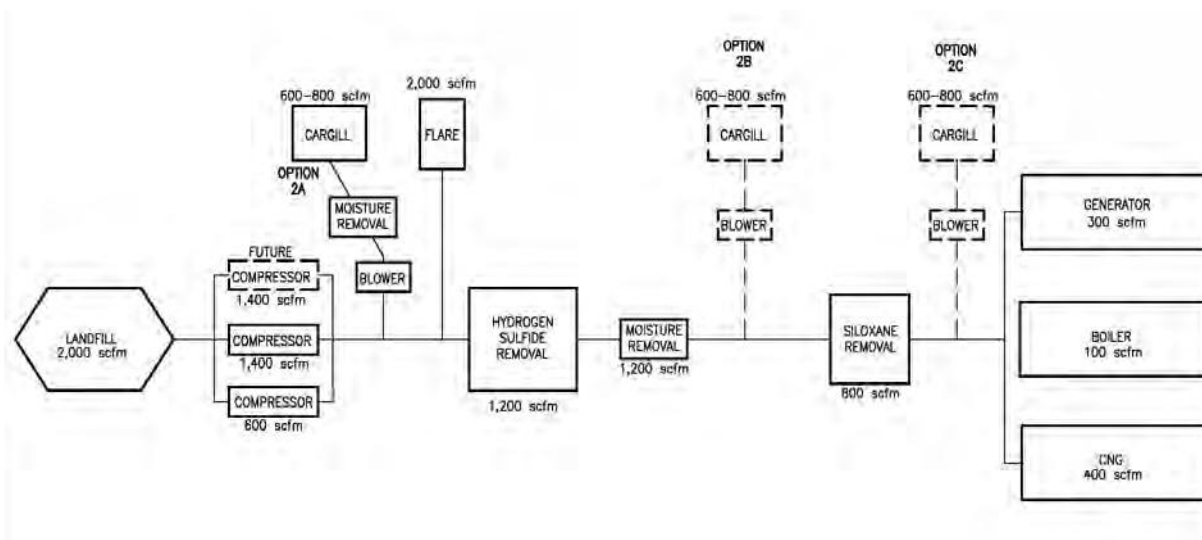 OPTION
2B
OPTION
2C
2,000 scfm
600-800 scfm
600-800 scfm
600-800 scfm
CARGILL
FLARE
CARGILL
CARGILL
OPTION
2A
MOISTURE
REMOVAL
BLOWER
BLOWER
GENERATOR
300 scfm
FUTURE
COMPRESSOR
1,400 scfm
BLOWER
LANDFILL
2,000 scfm
COMPRESSOR
1,400 scfm
HYDROGEN
SULFIDE
REMOVAL
MOISTURE
REMOVAL
1,200 scfm
SILOXANE
REMOVAL
BOILER
100 scfm
COMPRESSOR
600 scfm
1,200 scfm
800 scfm
CNG
400 scfm